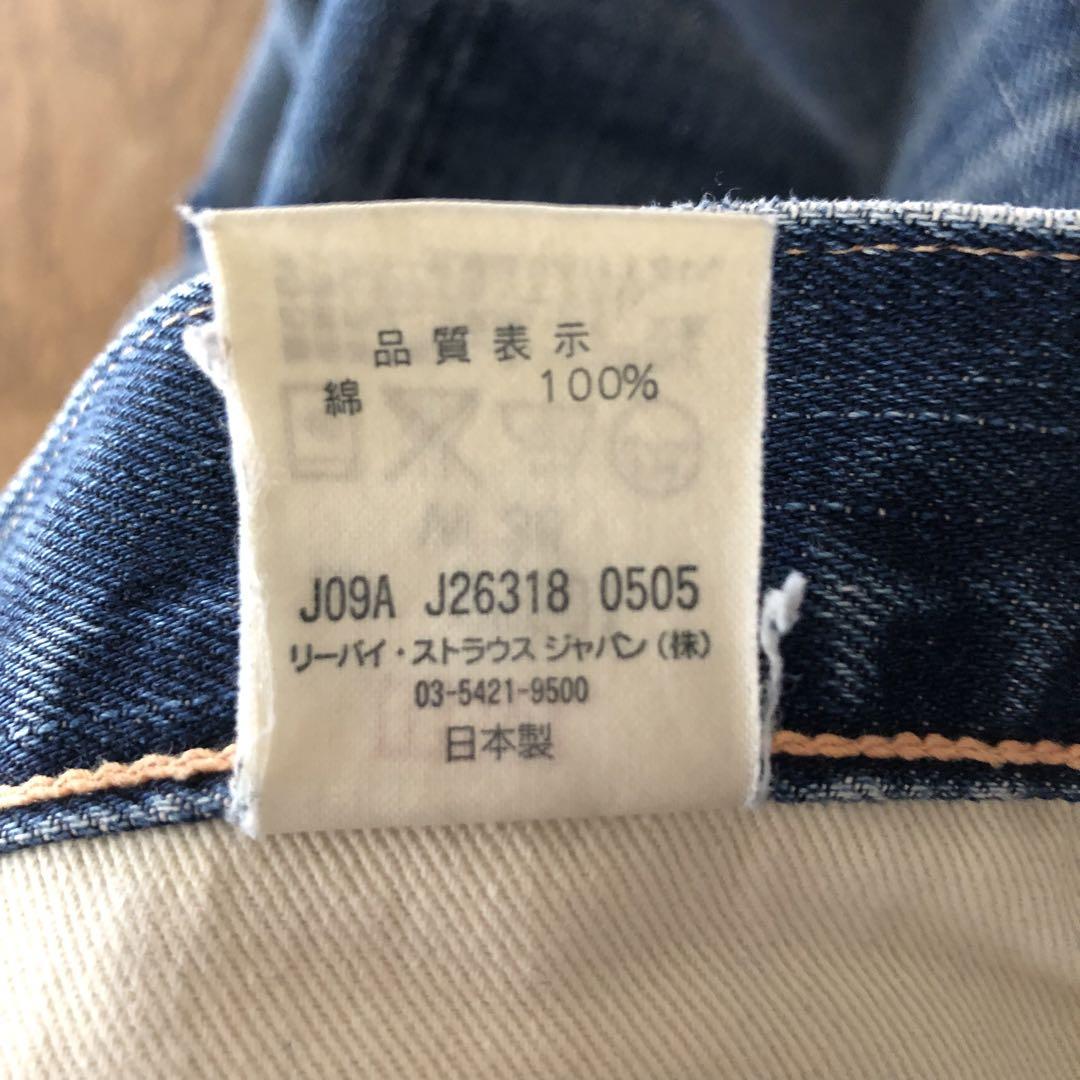 品質表示
綿 100%
J09A J26318 0505
リーバイ・ストラウス ジャパン(株)
03-5421-9500
日本製